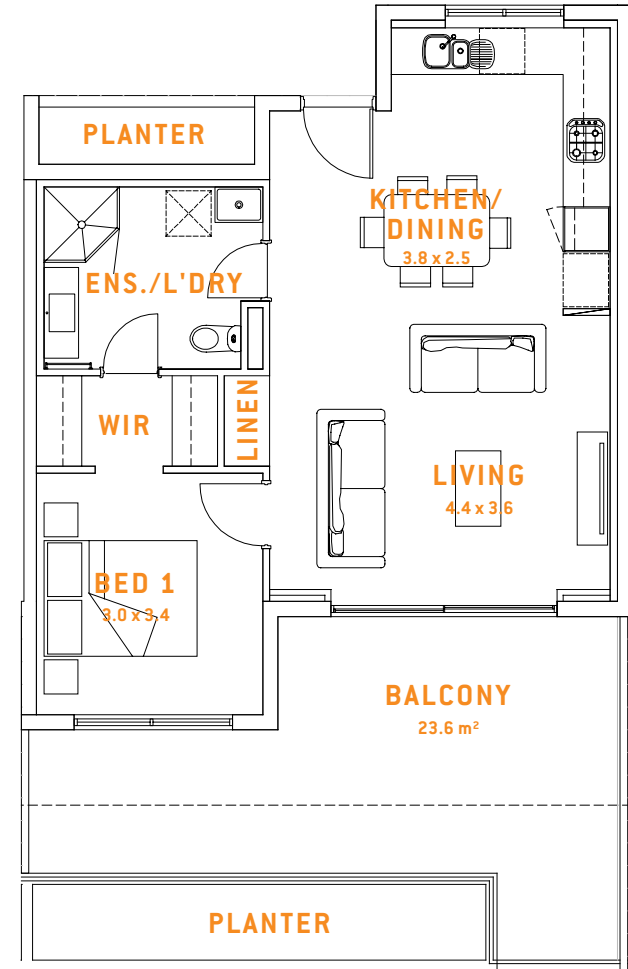 PLANTER
KITCHEN/
DINING
3.8 x 2.5
ENS./L'DRY
WIR
LINEN
LIVING
4.4 x 3.6
BED 1
3.0 x 3.4
BALCONY
23.6 m²
PLANTER